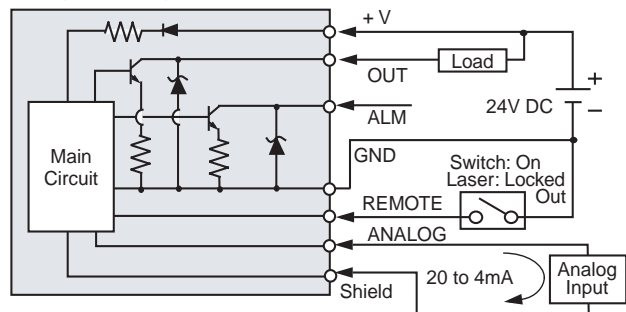 + V
Load
OUT
+
24V DC
−
ALM
Main
Circuit
GND
Switch: On
Laser: Locked
Out
REMOTE
ANALOG
20 to 4mA
Analog
Input
Shield